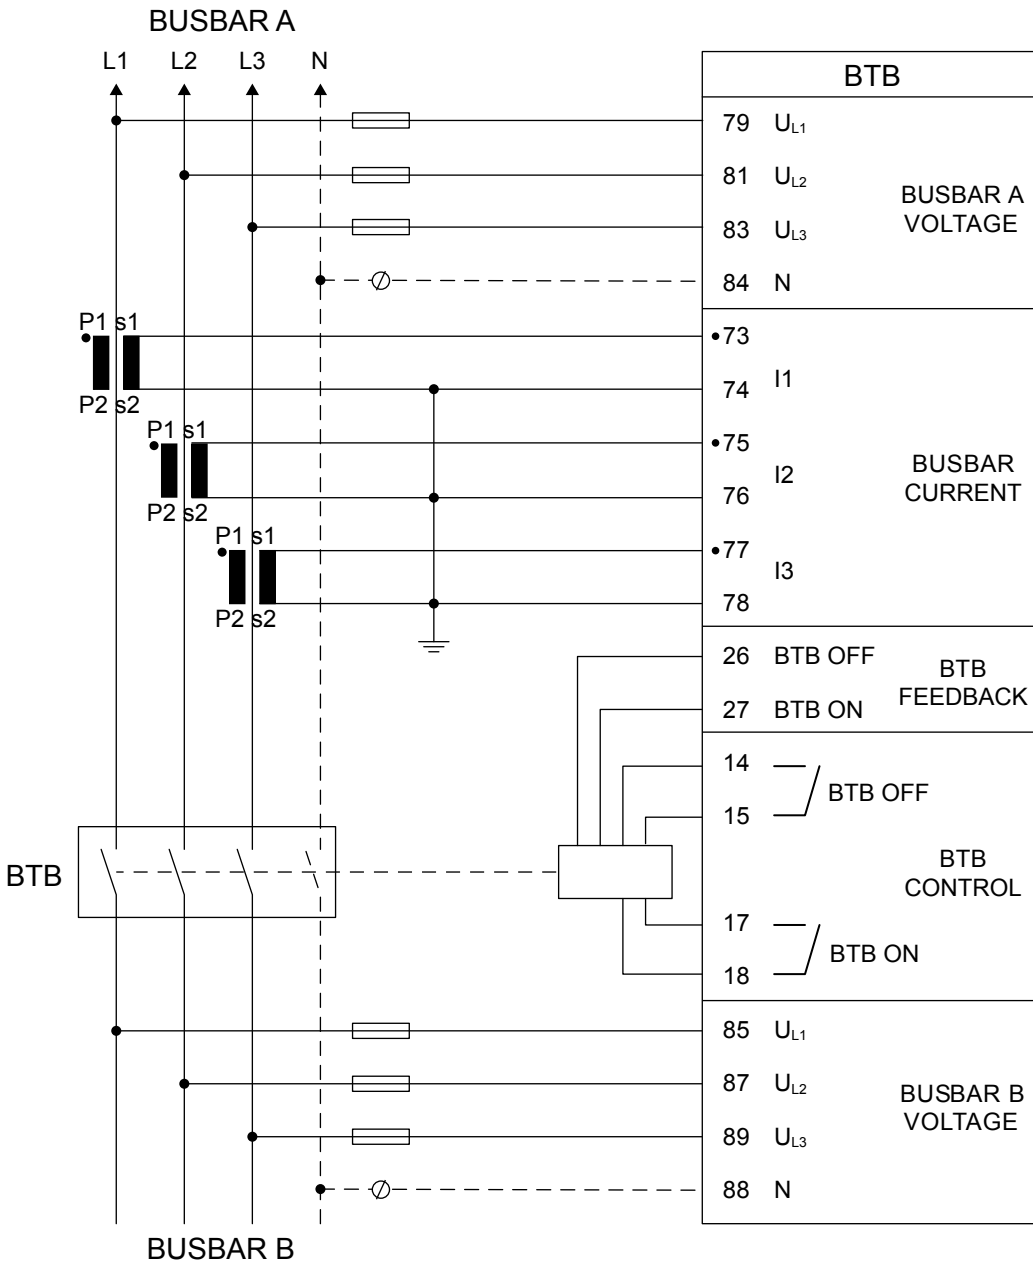 BUSBAR A
L1 L2 L3 N
BTB
79 UL1
81 UL2
83 UL3
84 N
BUSBAR A
VOLTAGE
P1 s1
P2 s2
P1 s1
P2 s2
P1 s1
P2 s2
73
74
I1
75
76
I2
77
78
I3
BUSBAR
CURRENT
26 BTB OFF
27 BTB ON
BTB
FEEDBACK
14
15
BTB OFF
17
18
BTB ON
BTB
CONTROL
BTB
85 UL1
87 UL2
89 UL3
88 N
BUSBAR B
VOLTAGE
BUSBAR B